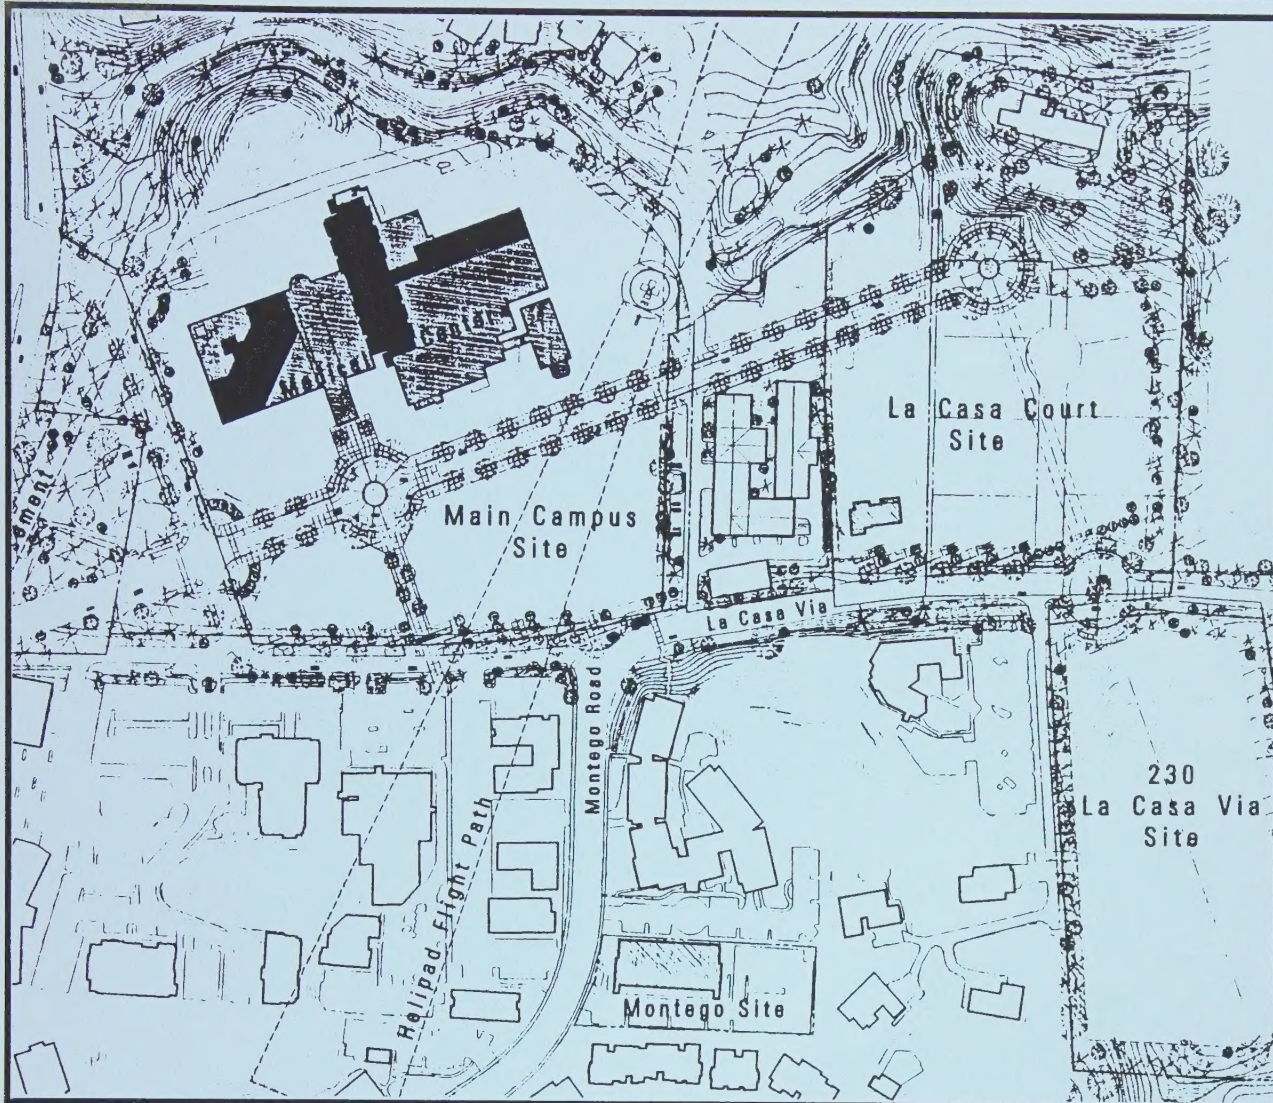 Medical Center
La Casa Court
Site
Main Campus
Site
La Casa Via
Montego Road
230
La Casa Via
Site
Helipad Flight Path
Montego Site